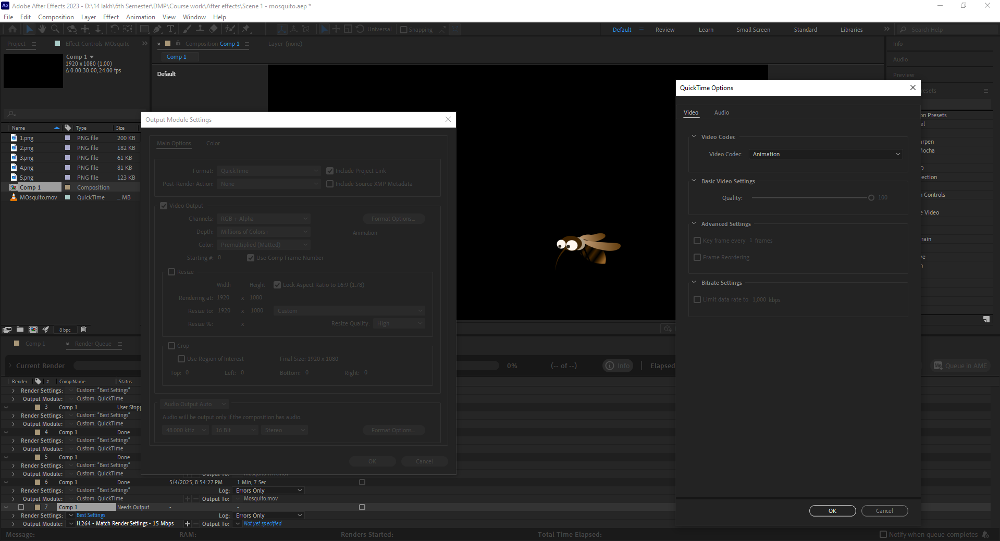 Ae Adobe After Effects 2023 - D:\14 lakh\6th Semester\DMP\Course work\After effects\Scene 1 - mosquito.aep *
File Edit Composition Layer Effect Animation View Window Help
Universal Snapping Default Review Learn Small Screen Standard Libraries Search Help
Project Effect Controls MOsquito
Composition Comp 1 Layer (none)
Comp 1
Default
Comp 1
1920 x 1080 (1.00)
Δ 0:00:30:00, 24.00 fps
Name Type Size
1.png PNG file 200 KB
2.png PNG file 182 KB
3.png PNG file 61 KB
4.png PNG file 81 KB
5.png PNG file 123 KB
Comp 1 Composition
MOsquito.mov QuickTime ... MB
8 bpc
Info
Audio
Preview
resets
on Presets
el
arpen
Mocha
D
rection
n Controls
e Video
rain
ve
n
Output Module Settings
Main Options Color
Format: QuickTime Include Project Link
Post-Render Action: None Include Source XMP Metadata
Video Output
Channels: RGB + Alpha Format Options...
Depth: Millions of Colors+ Animation
Color: Premultiplied (Matted)
Starting #: 0 Use Comp Frame Number
Resize
Width Height Lock Aspect Ratio to 16:9 (1.78)
Rendering at: 1920 x 1080
Resize to: 1920 x 1080 Custom
Resize %: x Resize Quality: High
Crop
Use Region of Interest Final Size: 1920 x 1080
Top: 0 Left: 0 Bottom: 0 Right: 0
Audio Output Auto
Audio will be output only if the composition has audio.
48.000 kHz 16 Bit Stereo Format Options...
OK Cancel
QuickTime Options
Video Audio
Video Codec
Video Codec: Animation
Basic Video Settings
Quality: 100
Advanced Settings
Key frame every 1 frames
Frame Reordering
Bitrate Settings
Limit data rate to 1,000 kbps
OK Cancel
Comp 1 Render Queue
Current Render 0% (-- of --) Info Elapsed Queue in AME
Render # Comp Name Status
Render Settings: Custom: "Best Settings"
Output Module: Custom: QuickTime
3 Comp 1 User Stopp
Render Settings: Custom: "Best Settings"
Output Module: Custom: QuickTime
4 Comp 1 Done
Render Settings: Custom: "Best Settings"
Output Module: Custom: QuickTime
5 Comp 1 Done
Render Settings: Custom: "Best Settings"
Output Module: Custom: QuickTime Output To:
6 Comp 1 Done 5/4/2025, 8:54:27 PM 1 Min, 7 Sec
Render Settings: Custom: "Best Settings" Log: Errors Only
Output Module: Custom: QuickTime Output To: Mosquito.mov
7 Comp 1 Needs Output - -
Render Settings: Best Settings Log: Errors Only
Output Module: H.264 - Match Render Settings - 15 Mbps Output To: Not yet specified
Message: RAM: Renders Started: Total Time Elapsed: Notify when queue completes